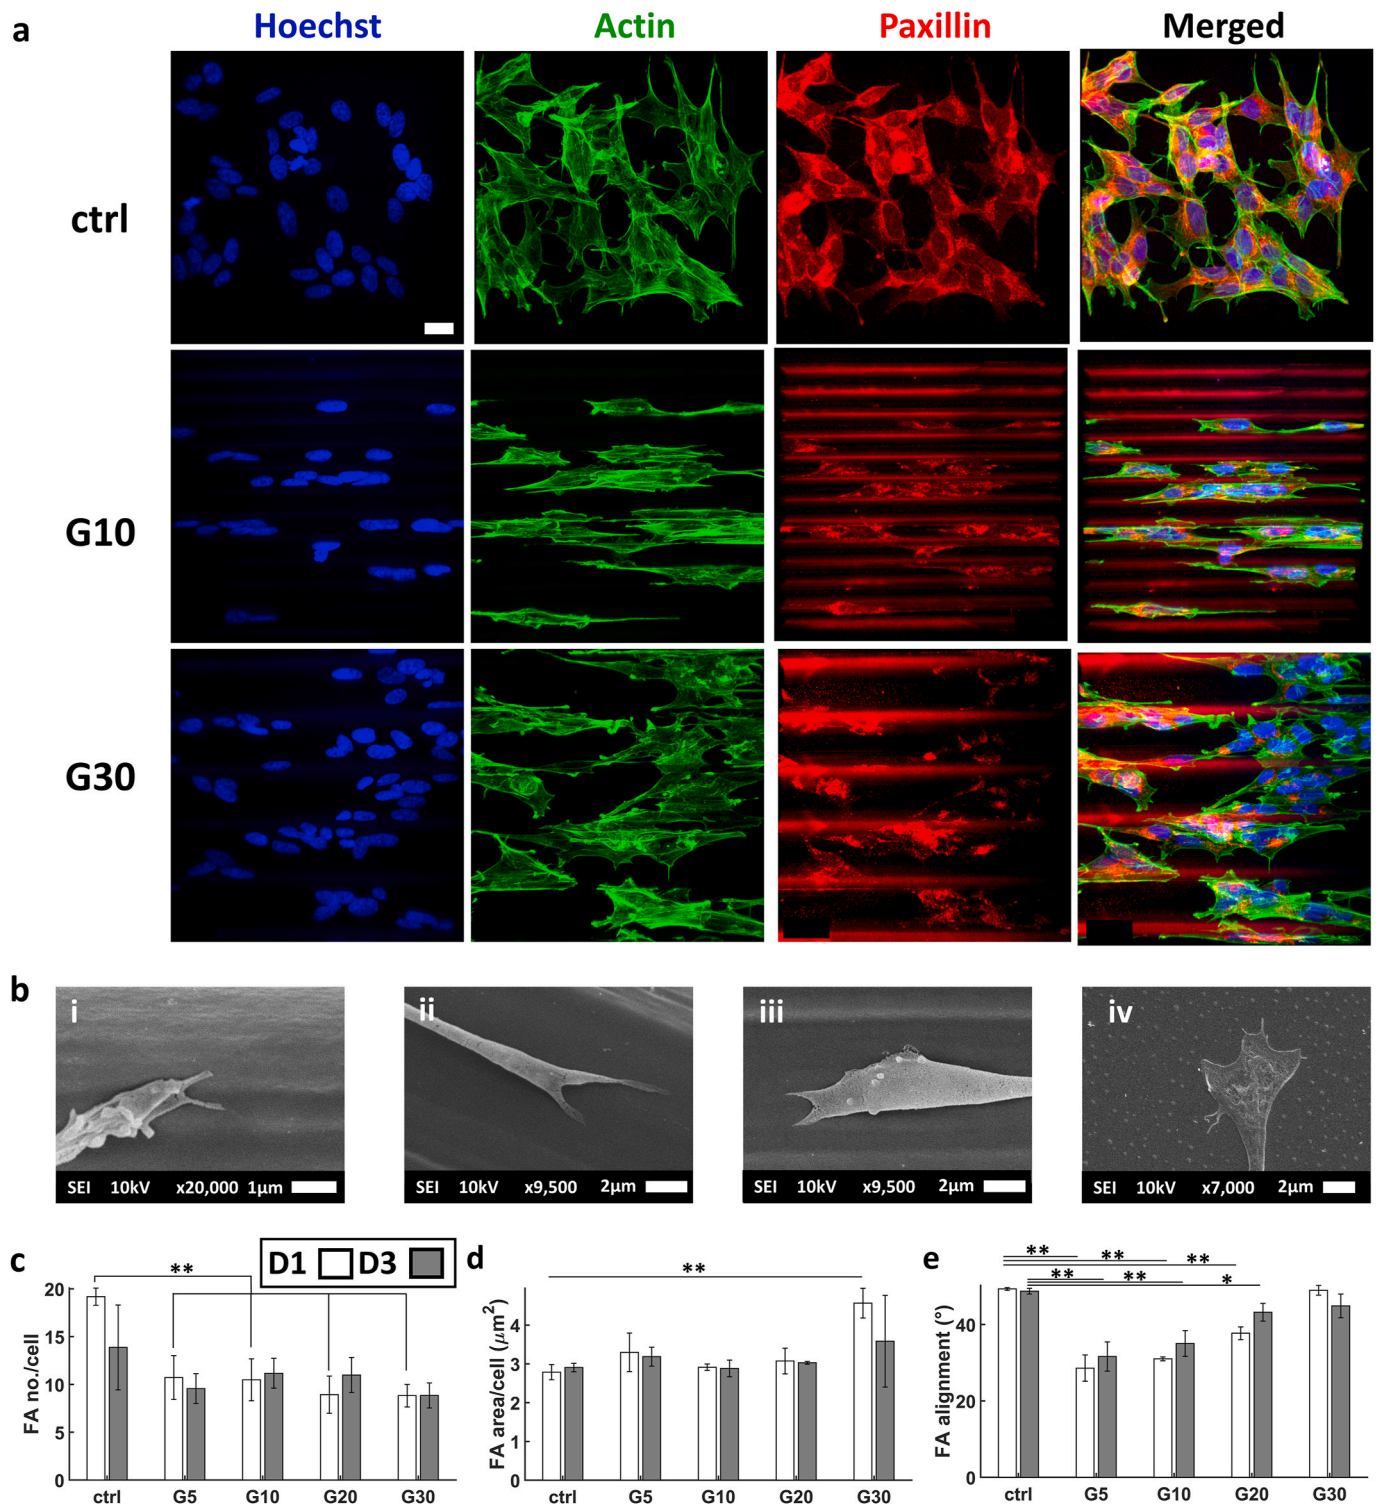 a
Hoechst Actin Paxillin Merged
ctrl
G10
G30
b
i ii iii iv
SEI 10kV x20,000 1μm
SEI 10kV x9,500 2μm
SEI 10kV x9,500 2μm
SEI 10kV x7,000 2μm
c
D1 D3
**
FA no./cell
20
15
10
5
0
ctrl G5 G10 G20 G30
d
**
FA area/cell (μm²)
5
4
3
2
1
0
ctrl G5 G10 G20 G30
e
** ** **
** ** *
FA alignment (°)
40
20
0
ctrl G5 G10 G20 G30